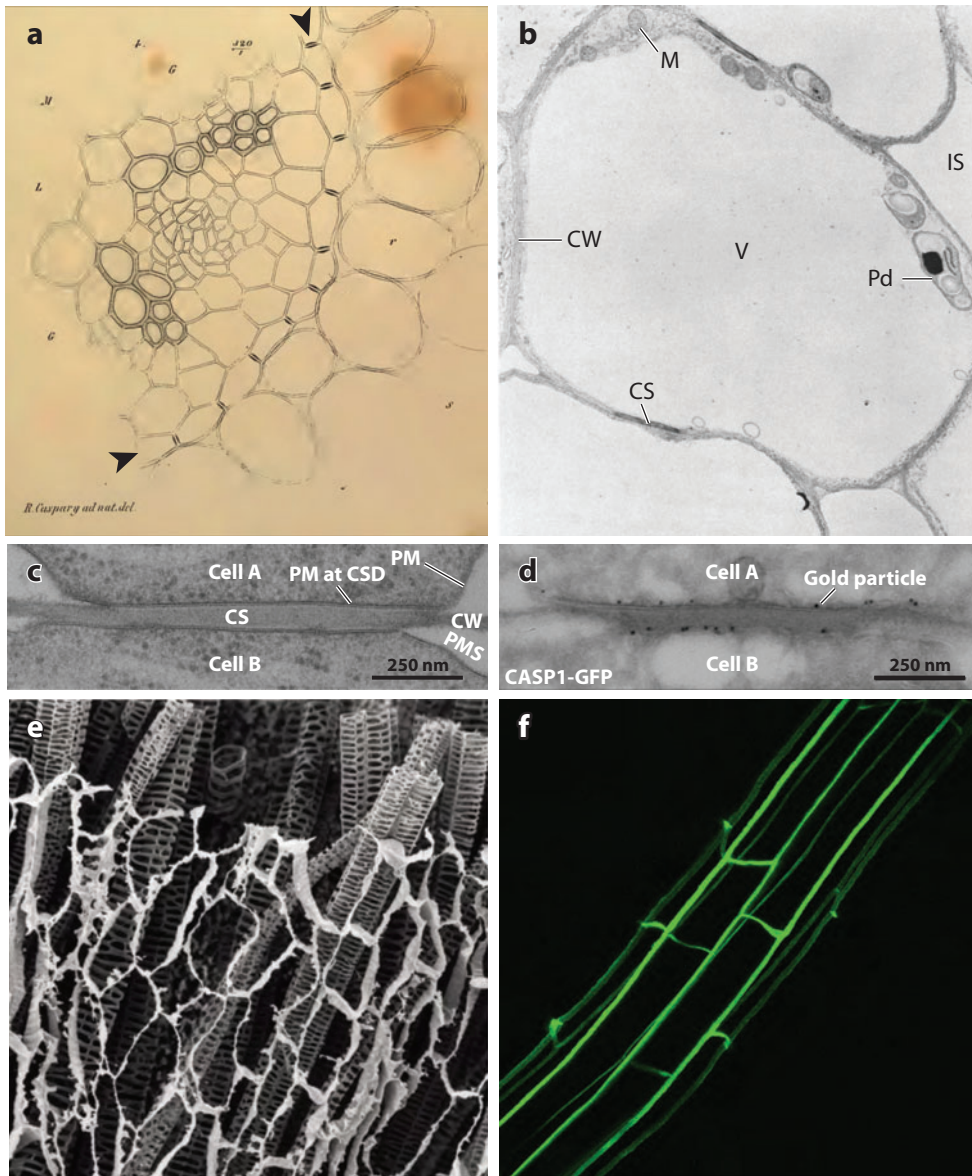 a
f.
320
1
G
M
L
r
G
s
R. Caspary ad nat. del.
b
M
IS
CW
V
Pd
CS
c
Cell A
PM
PM at CSD
CS
CW
PMS
Cell B
250 nm
d
Cell A
Gold particle
Cell B
CASP1-GFP
250 nm
e
f